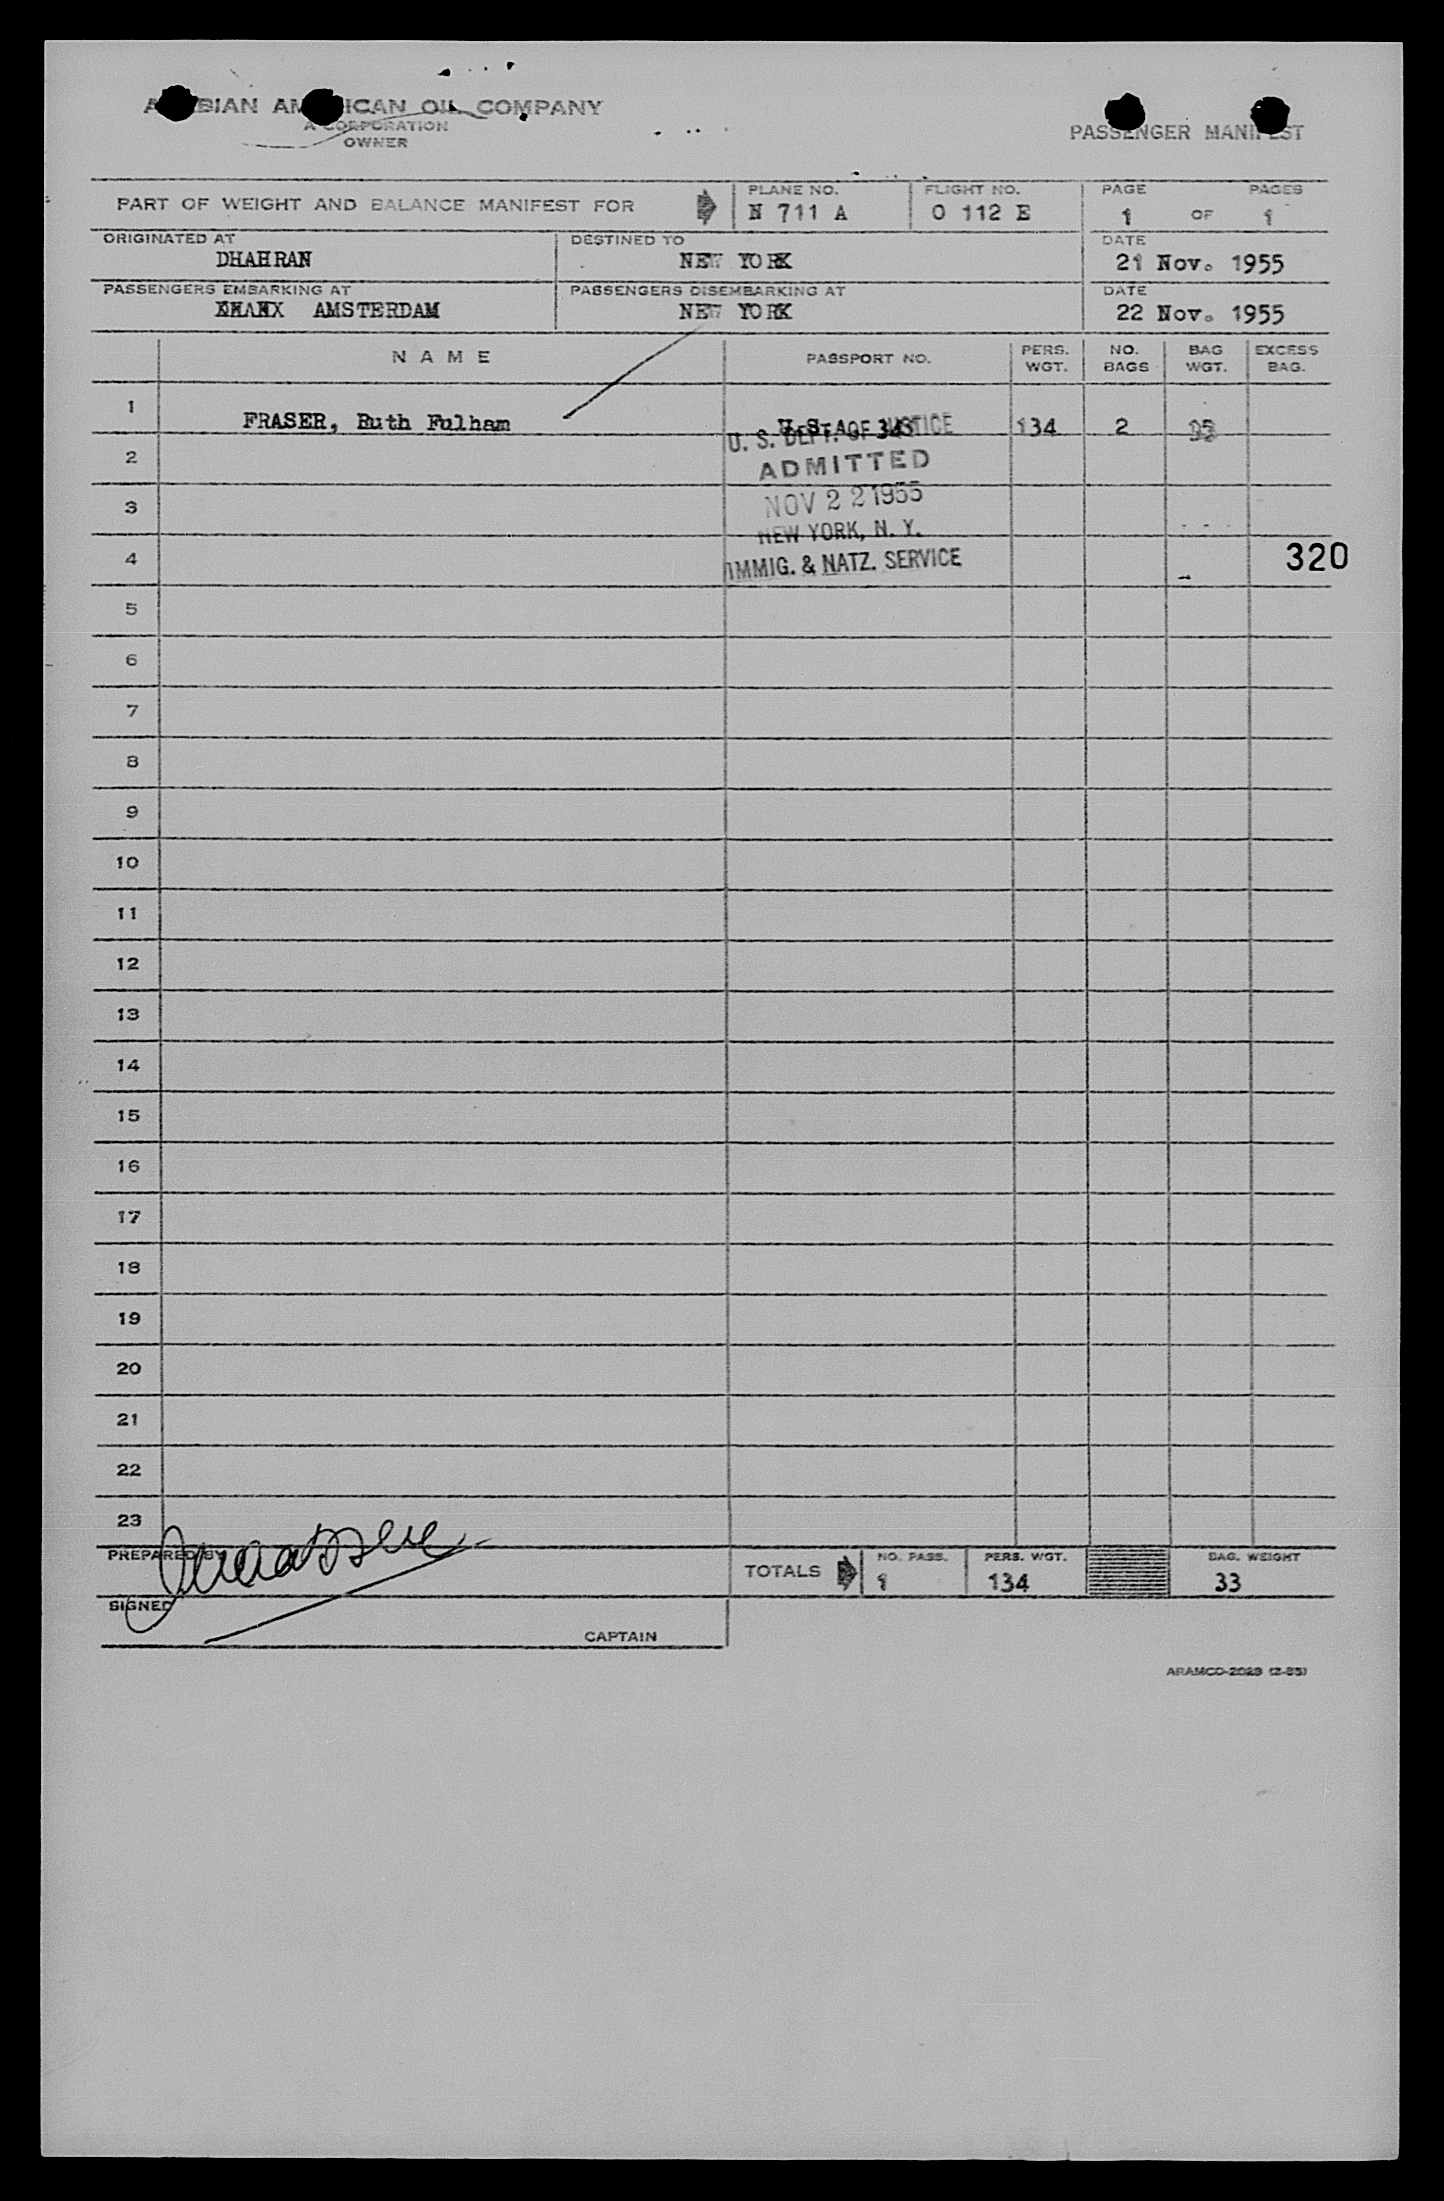 ARABIAN AMERICAN OIL COMPANY
A CORPORATION
OWNER
PASSENGER MANIFEST
PART OF WEIGHT AND BALANCE MANIFEST FOR
PLANE NO.
N 711 A
FLIGHT NO.
O 112 E
PAGE PAGES
1 OF 1
ORIGINATED AT
DHAHRAN
DESTINED TO
NEW YORK
DATE
21 Nov. 1955
PASSENGERS EMBARKING AT
AMSTERDAM
PASSENGERS DISEMBARKING AT
NEW YORK
DATE
22 Nov. 1955
NAME PASSPORT NO. PERS. WGT. NO. BAGS BAG WGT. EXCESS BAG.
1 FRASER, Ruth Fulham U.S.A. 343 134 2
U. S. DEPT. OF JUSTICE
2
ADMITTED
3
NOV 22 1955
NEW YORK, N. Y.
4
IMMIG. & NATZ. SERVICE
320
5
6
7
8
9
10
11
12
13
14
15
16
17
18
19
20
21
22
23
PREPARED BY
TOTALS NO. PASS. 1 PERS. WGT. 134 BAG. WEIGHT 33
SIGNED
CAPTAIN
ARAMCO-2023 (2-55)